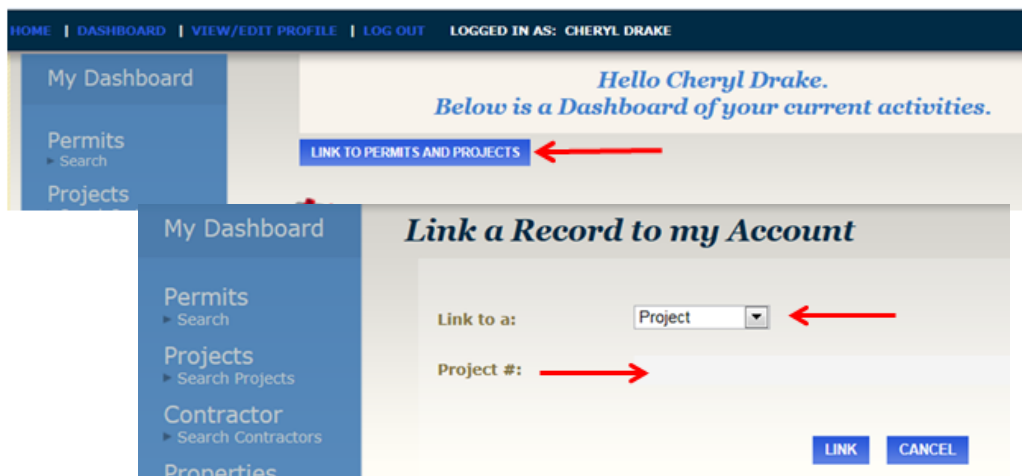 HOME | DASHBOARD | VIEW/EDIT PROFILE | LOG OUT LOGGED IN AS: CHERYL DRAKE
My Dashboard
Hello Cheryl Drake.
Below is a Dashboard of your current activities.
Permits
Search
LINK TO PERMITS AND PROJECTS
Projects
My Dashboard
Link a Record to my Account
Permits
Search
Link to a: Project
Projects
Search Projects
Project #:
Contractor
Search Contractors
LINK CANCEL
Properties